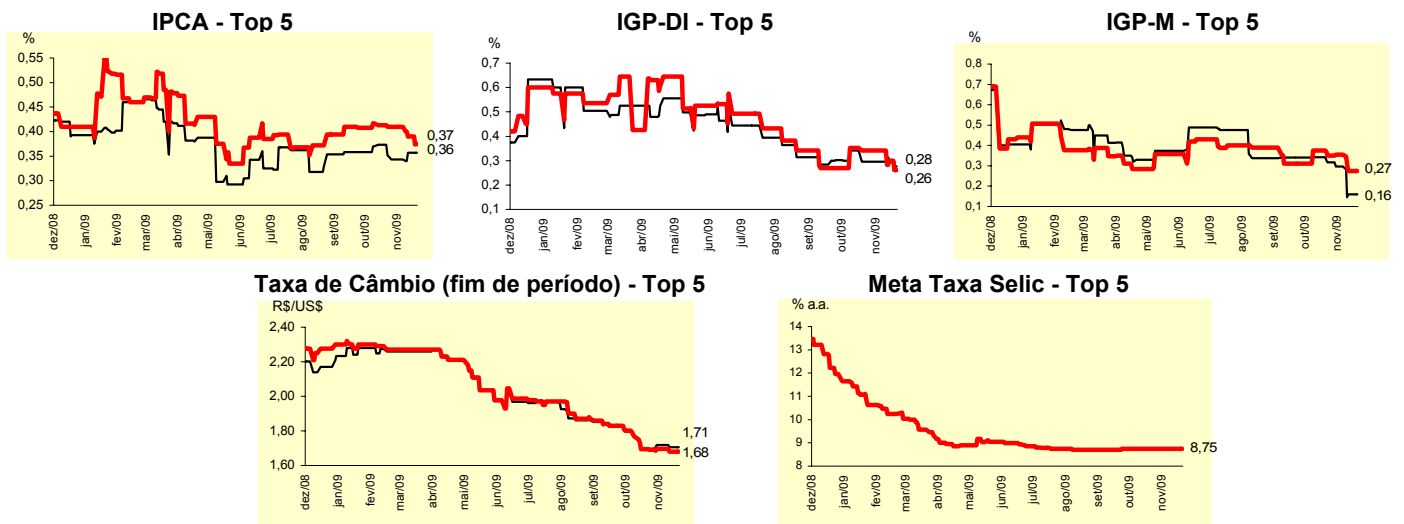 IPCA - Top 5
%
0,55
0,50
0,45
0,40
0,35
0,30
0,25
0,37
0,36
dez/08
jan/09
fev/09
mar/09
abr/09
mai/09
jun/09
jul/09
ago/09
set/09
out/09
nov/09
IGP-DI - Top 5
%
0,7
0,6
0,5
0,4
0,3
0,2
0,1
0,28
0,26
dez/08
jan/09
fev/09
mar/09
abr/09
mai/09
jun/09
jul/09
ago/09
set/09
out/09
nov/09
IGP-M - Top 5
%
0,8
0,7
0,6
0,5
0,4
0,3
0,2
0,1
0,27
0,16
dez/08
jan/09
fev/09
mar/09
abr/09
mai/09
jun/09
jul/09
ago/09
set/09
out/09
nov/09
Taxa de Câmbio (fim de período) - Top 5
R$/US$
2,40
2,20
2,00
1,80
1,60
1,71
1,68
dez/08
jan/09
fev/09
mar/09
abr/09
mai/09
jun/09
jul/09
ago/09
set/09
out/09
nov/09
Meta Taxa Selic - Top 5
% a.a.
14
13
12
11
10
9
8
8,75
dez/08
jan/09
fev/09
mar/09
abr/09
mai/09
jun/09
jul/09
ago/09
set/09
out/09
nov/09